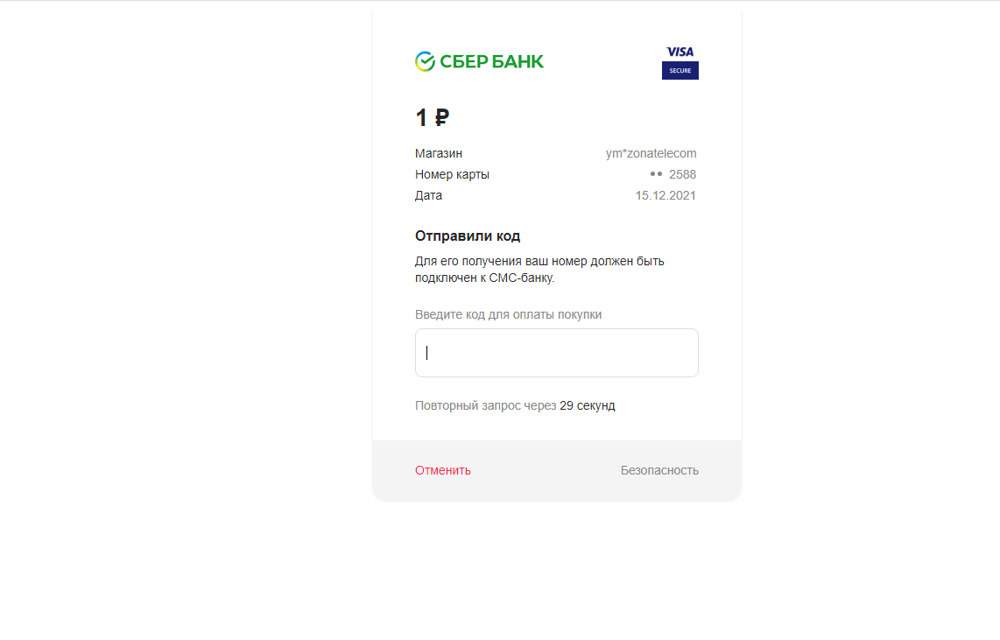 СБЕР БАНК
VISA
SECURE
1 ₽
Магазин ym*zonatelecom
Номер карты •• 2588
Дата 15.12.2021
Отправили код
Для его получения ваш номер должен быть
подключен к СМС-банку.
Введите код для оплаты покупки
Повторный запрос через 29 секунд
Отменить Безопасность